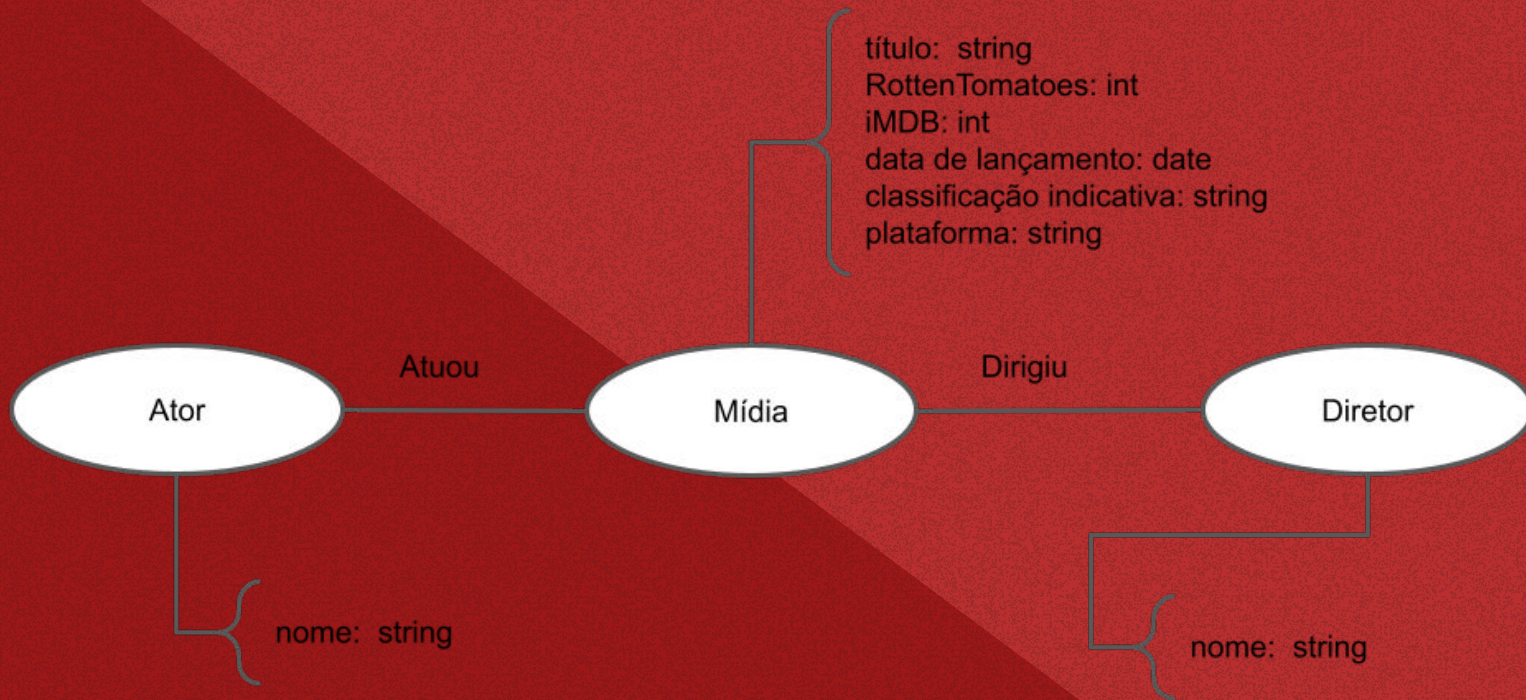 título: string
RottenTomatoes: int
iMDB: int
data de lançamento: date
classificação indicativa: string
plataforma: string
Atuou
Dirigiu
Ator
Mídia
Diretor
nome: string
nome: string